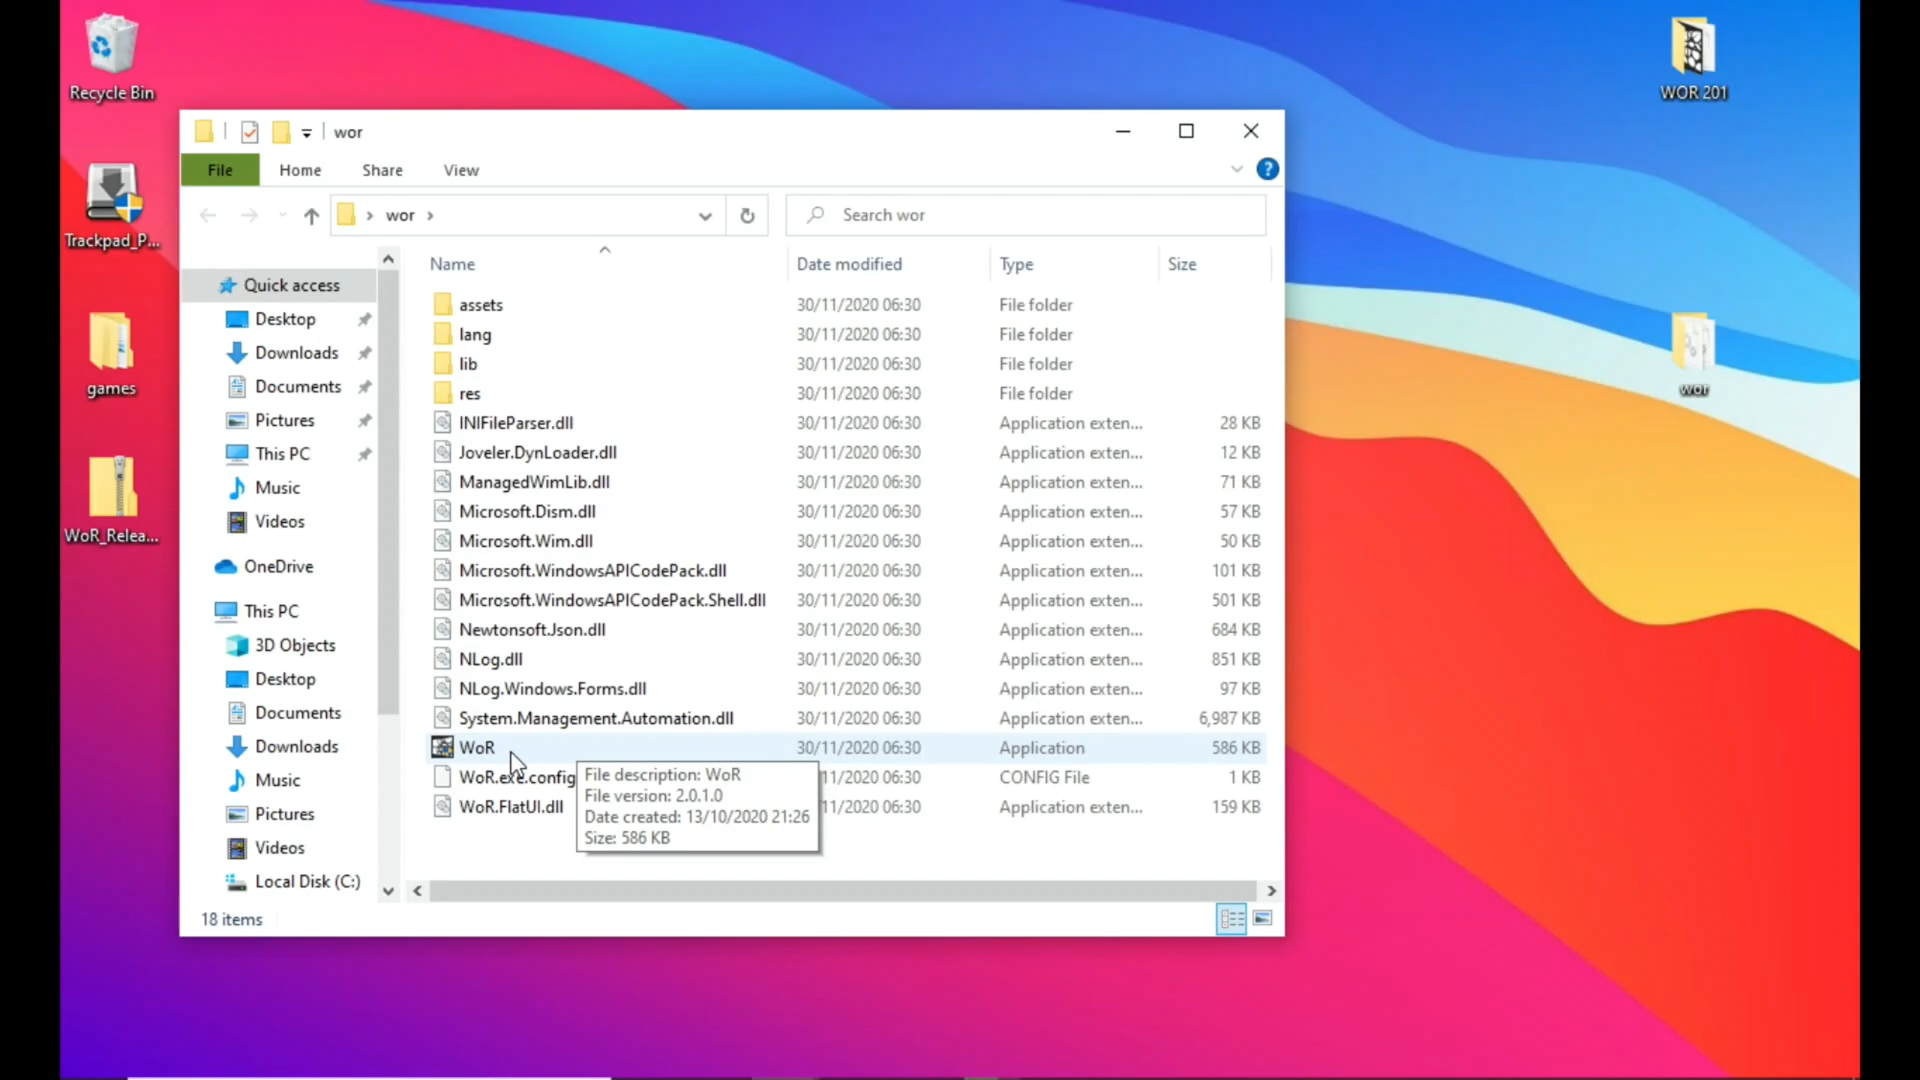 Recycle Bin
WOR 201
wor
File
Home
Share
View
?
wor
Search wor
Trackpad_P...
Name
Date modified
Type
Size
Quick access
assets
30/11/2020 06:30
File folder
Desktop
lang
30/11/2020 06:30
File folder
Downloads
lib
30/11/2020 06:30
File folder
Documents
res
30/11/2020 06:30
File folder
games
wor
Pictures
INIFileParser.dll
30/11/2020 06:30
Application exten...
28 KB
This PC
Joveler.DynLoader.dll
30/11/2020 06:30
Application exten...
12 KB
Music
ManagedWimLib.dll
30/11/2020 06:30
Application exten...
71 KB
Videos
Microsoft.Dism.dll
30/11/2020 06:30
Application exten...
57 KB
WoR_Relea...
Microsoft.Wim.dll
30/11/2020 06:30
Application exten...
50 KB
OneDrive
Microsoft.WindowsAPICodePack.dll
30/11/2020 06:30
Application exten...
101 KB
This PC
Microsoft.WindowsAPICodePack.Shell.dll
30/11/2020 06:30
Application exten...
501 KB
3D Objects
Newtonsoft.Json.dll
30/11/2020 06:30
Application exten...
684 KB
Desktop
NLog.dll
30/11/2020 06:30
Application exten...
851 KB
Documents
NLog.Windows.Forms.dll
30/11/2020 06:30
Application exten...
97 KB
System.Management.Automation.dll
30/11/2020 06:30
Application exten...
6,987 KB
Downloads
WoR
30/11/2020 06:30
Application
586 KB
Music
WoR.exe.config
11/2020 06:30
CONFIG File
1 KB
Pictures
WoR.FlatUI.dll
11/2020 06:30
Application exten...
159 KB
File description: WoR
File version: 2.0.1.0
Date created: 13/10/2020 21:26
Size: 586 KB
Videos
Local Disk (C:)
18 items